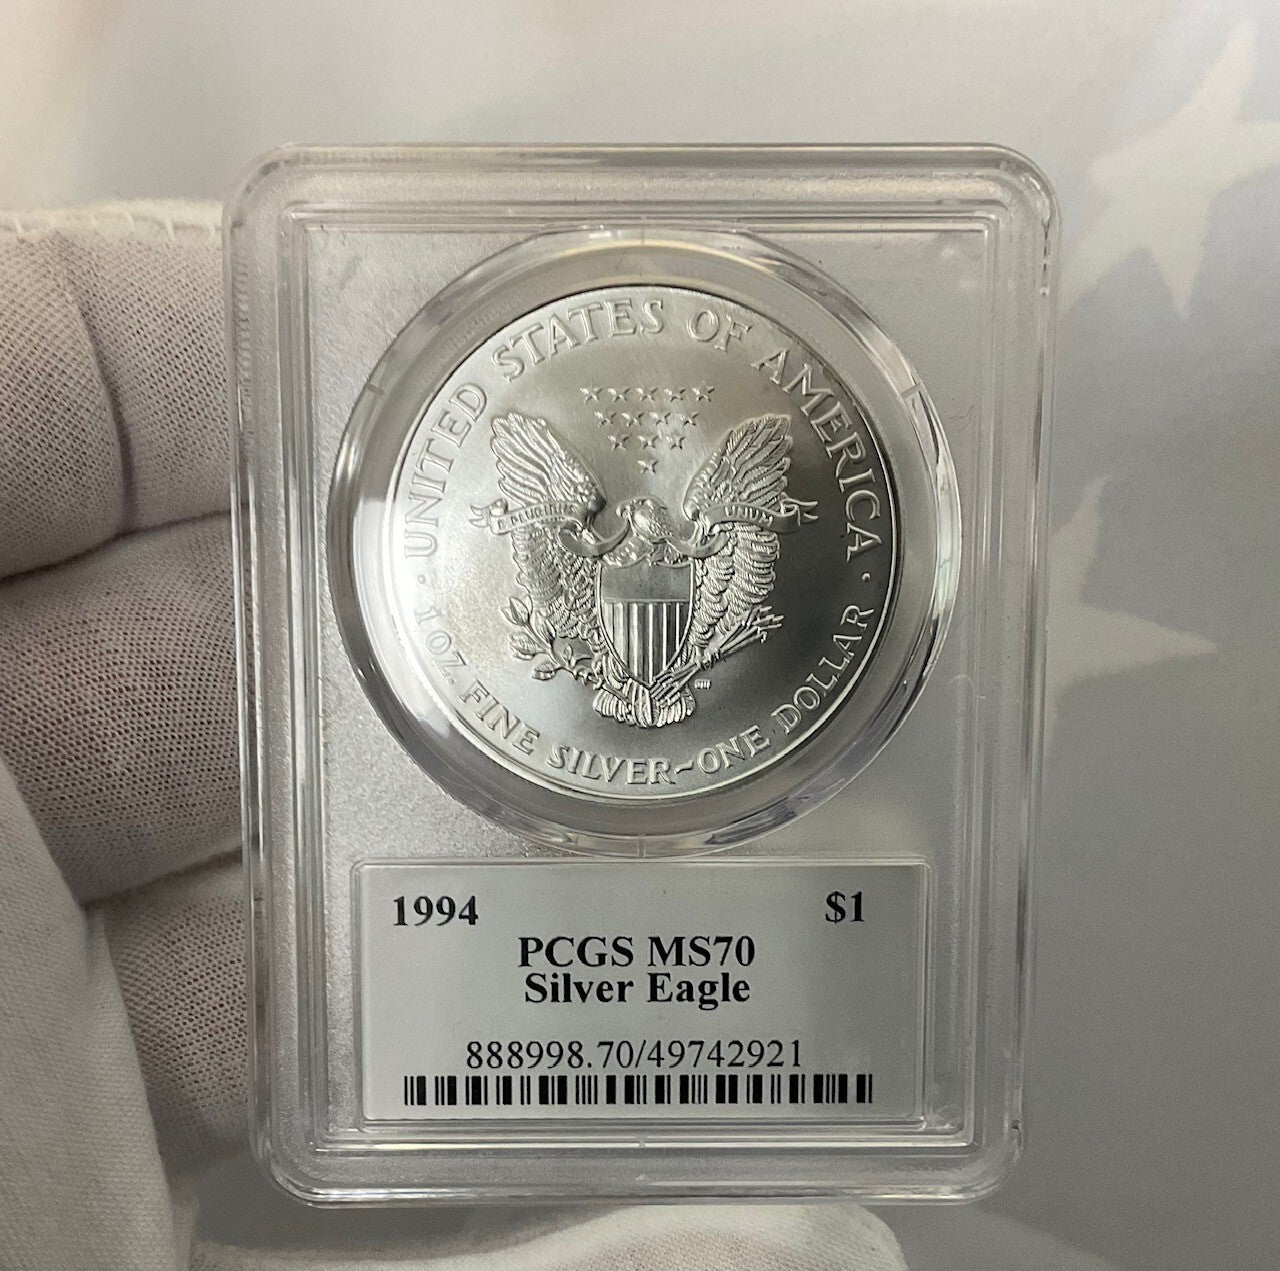 UNITED STATES OF AMERICA
E PLURIBUS UNUM
· 1 OZ. FINE SILVER~ONE DOLLAR ·
1994 $1
PCGS MS70
Silver Eagle
888998.70/49742921